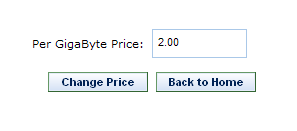 Per GigaByte Price: 2.00
Change Price Back to Home